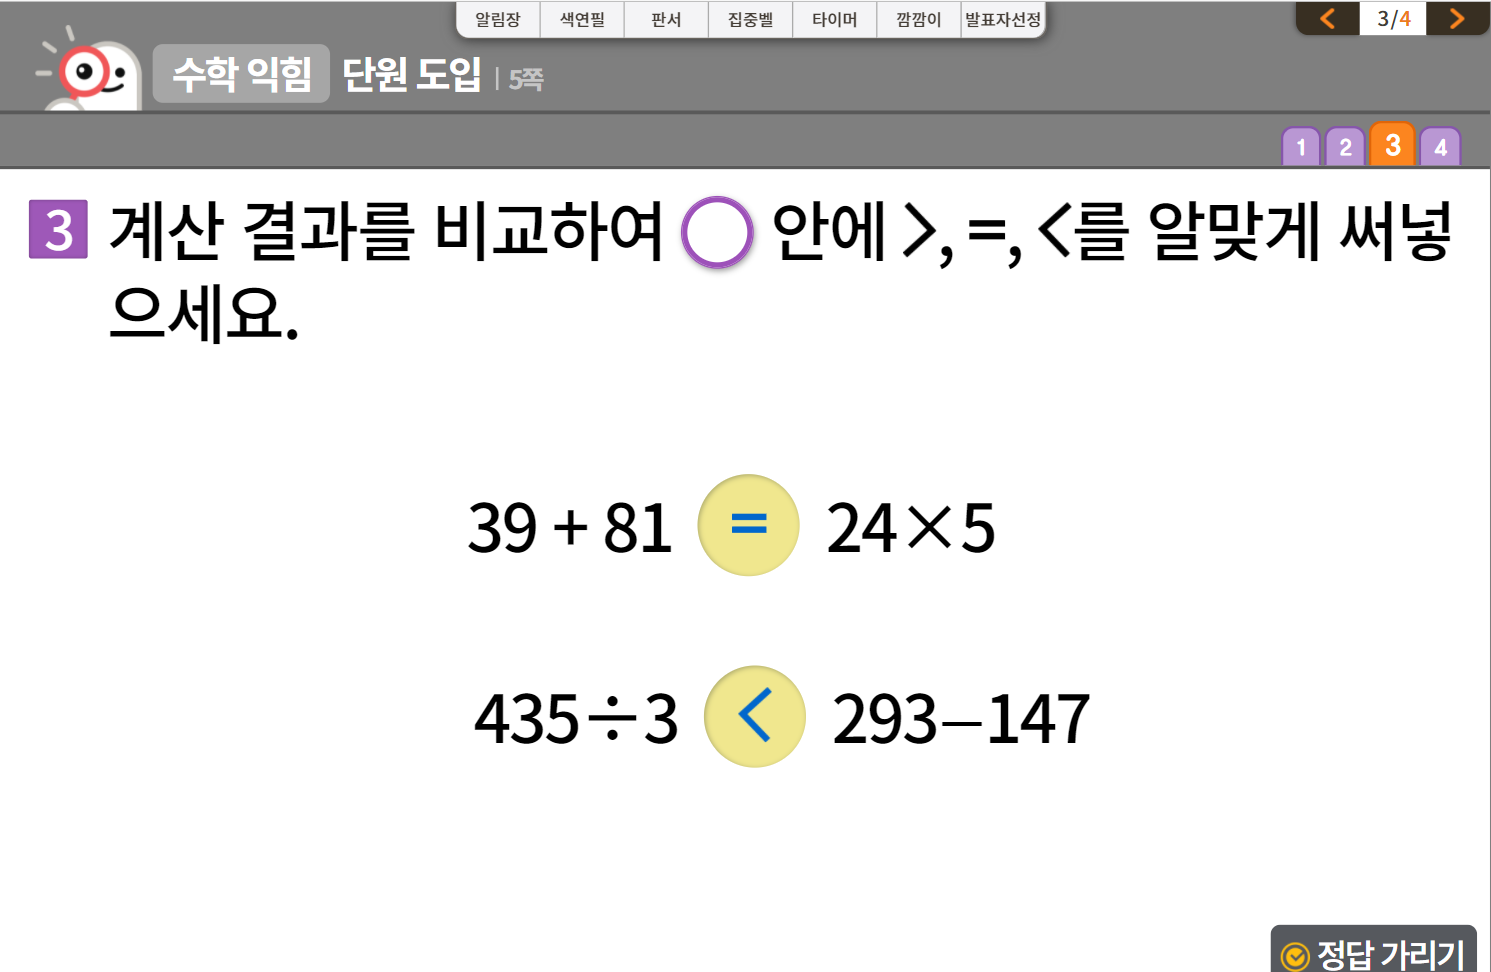 알림장 색연필 판서 집중벨 타이머 깜깜이 발표자선정
3/4
수학 익힘 단원 도입 | 5쪽
1 2 3 4
3 계산 결과를 비교하여 ○ 안에 >, =, <를 알맞게 써넣
으세요.
39 + 81 = 24×5
435÷3 < 293−147
정답 가리기